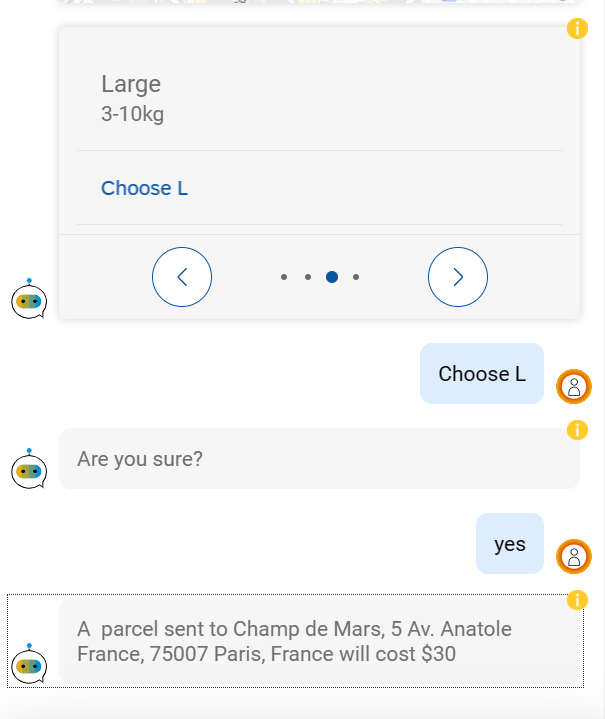 Large
3-10kg
Choose L
Choose L
Are you sure?
yes
A  parcel sent to Champ de Mars, 5 Av. Anatole
France, 75007 Paris, France will cost $30